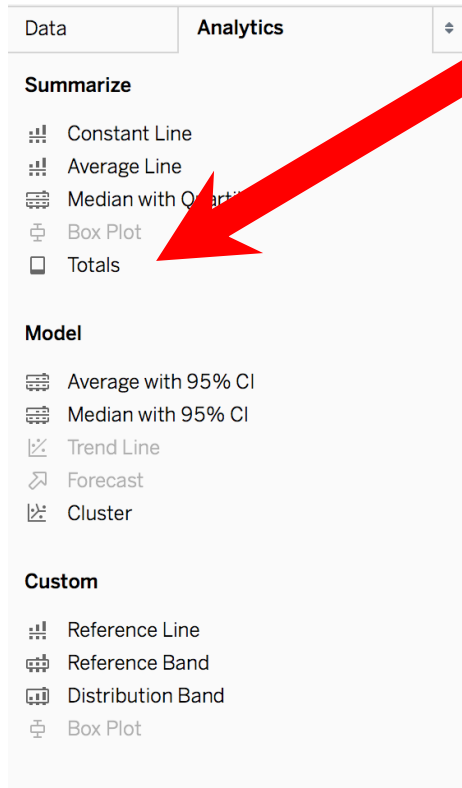 Data
Analytics
Summarize
Constant Line
Average Line
Median with
Box Plot
Totals
Model
Average with 95% CI
Median with 95% CI
Trend Line
Forecast
Cluster
Custom
Reference Line
Reference Band
Distribution Band
Box Plot